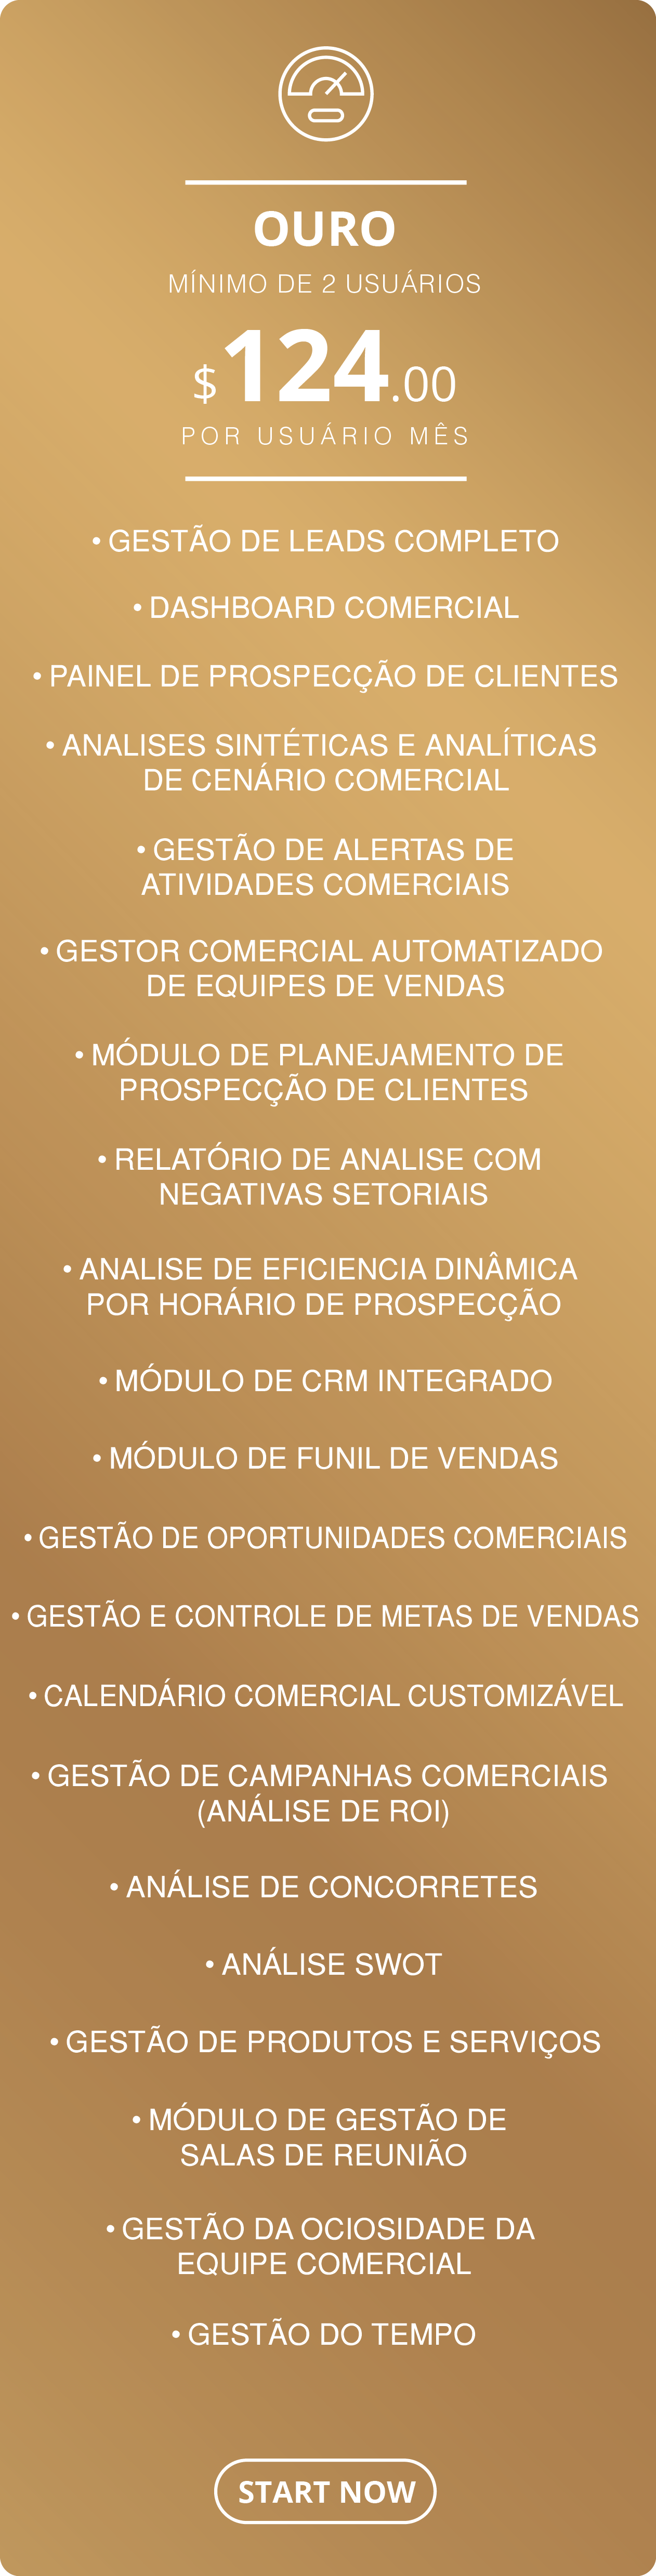 OURO
MÍNIMO DE 2 USUÁRIOS
$124.00
POR USUÁRIO MÊS
• GESTÃO DE LEADS COMPLETO
• DASHBOARD COMERCIAL
• PAINEL DE PROSPECÇÃO DE CLIENTES
• ANALISES SINTÉTICAS E ANALÍTICAS
DE CENÁRIO COMERCIAL
• GESTÃO DE ALERTAS DE
ATIVIDADES COMERCIAIS
• GESTOR COMERCIAL AUTOMATIZADO
DE EQUIPES DE VENDAS
• MÓDULO DE PLANEJAMENTO DE
PROSPECÇÃO DE CLIENTES
• RELATÓRIO DE ANALISE COM
NEGATIVAS SETORIAIS
• ANALISE DE EFICIENCIA DINÂMICA
POR HORÁRIO DE PROSPECÇÃO
• MÓDULO DE CRM INTEGRADO
• MÓDULO DE FUNIL DE VENDAS
• GESTÃO DE OPORTUNIDADES COMERCIAIS
• GESTÃO E CONTROLE DE METAS DE VENDAS
• CALENDÁRIO COMERCIAL CUSTOMIZÁVEL
• GESTÃO DE CAMPANHAS COMERCIAIS
(ANÁLISE DE ROI)
• ANÁLISE DE CONCORRETES
• ANÁLISE SWOT
• GESTÃO DE PRODUTOS E SERVIÇOS
• MÓDULO DE GESTÃO DE
SALAS DE REUNIÃO
• GESTÃO DA OCIOSIDADE DA
EQUIPE COMERCIAL
• GESTÃO DO TEMPO
START NOW